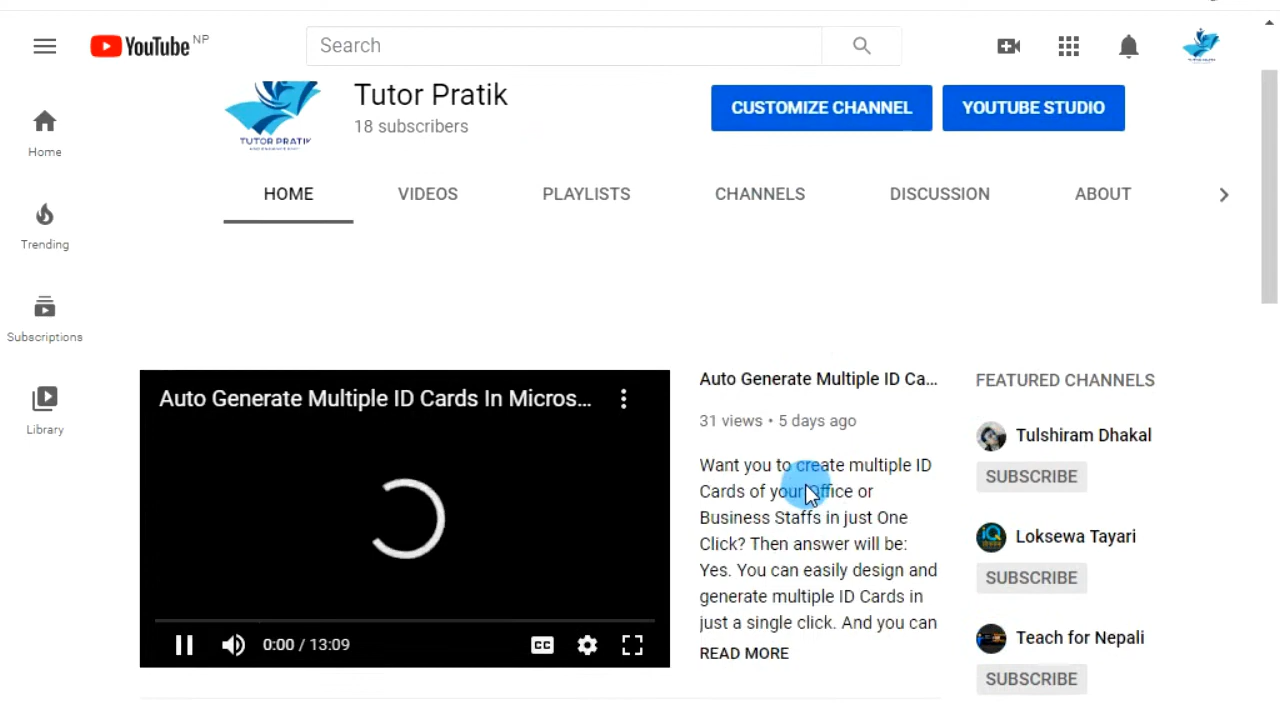 YouTube NP
Search
TUTOR PRATIK
Tutor Pratik
18 subscribers
CUSTOMIZE CHANNEL
YOUTUBE STUDIO
Home
Trending
Subscriptions
Library
HOME
VIDEOS
PLAYLISTS
CHANNELS
DISCUSSION
ABOUT
Auto Generate Multiple ID Cards In Micros...
0:00 / 13:09
CC
Auto Generate Multiple ID Ca...
31 views • 5 days ago
Want you to create multiple ID
Cards of your Office or
Business Staffs in just One
Click? Then answer will be:
Yes. You can easily design and
generate multiple ID Cards in
just a single click. And you can
READ MORE
FEATURED CHANNELS
Tulshiram Dhakal
SUBSCRIBE
Loksewa Tayari
SUBSCRIBE
Teach for Nepali
SUBSCRIBE